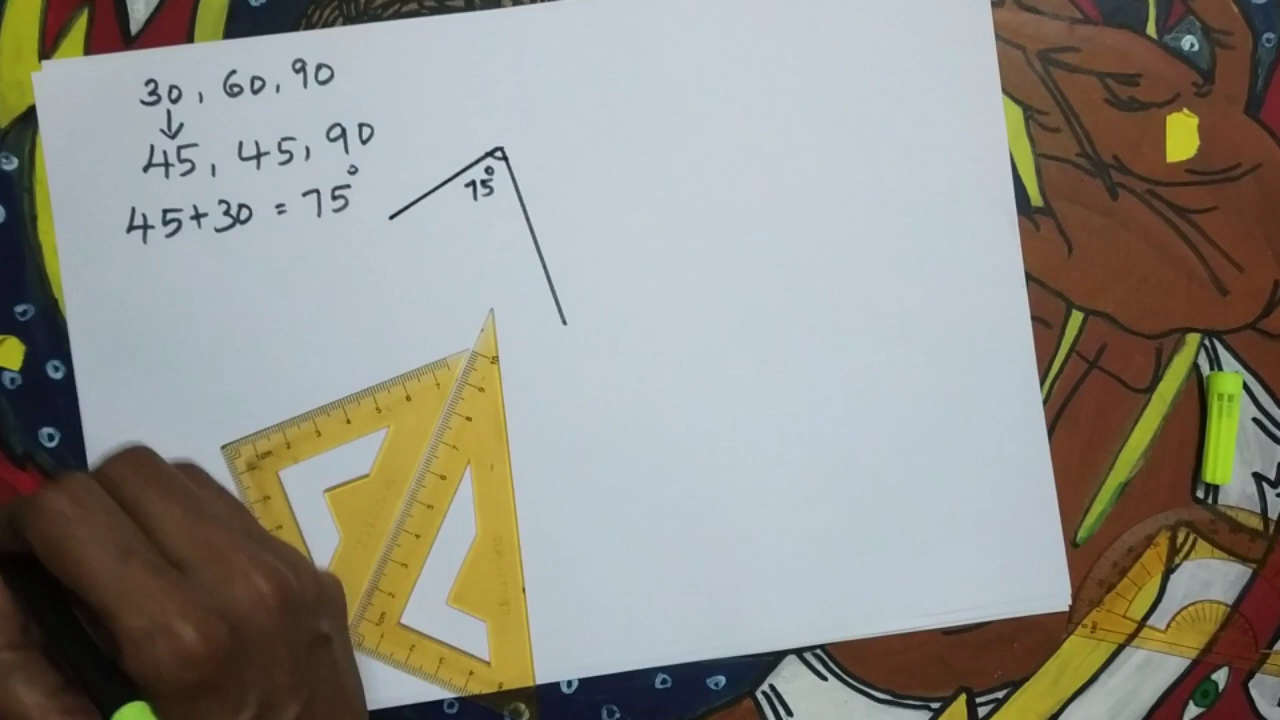 30, 60, 90
↓
45, 45, 90
45+30 = 75°
75°